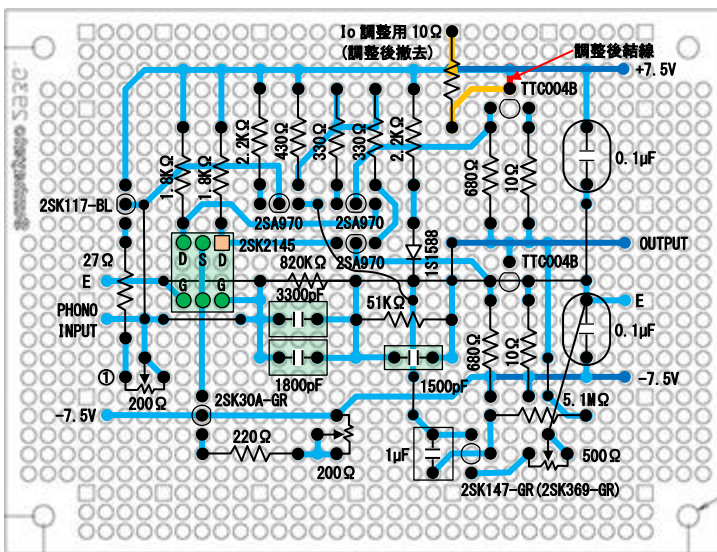 Io 調整用 10Ω
(調整後撤去)
調整後結線
+7.5V
TTC004B
2.2KΩ
430Ω
330Ω
330Ω
2.2KΩ
1.8KΩ
1.8KΩ
680Ω
10Ω
0.1μF
2SK117-BL
2SA970
2SA970
2SK2145
D S D
2SA970
1S1588
OUTPUT
27Ω
820KΩ
TTC004B
E
G G
3300pF
51KΩ
E
PHONO
INPUT
0.1μF
680Ω
10Ω
①
1800pF
1500pF
-7.5V
200Ω
2SK30A-GR
5.1MΩ
-7.5V
220Ω
200Ω
1μF
500Ω
2SK147-GR(2SK369-GR)